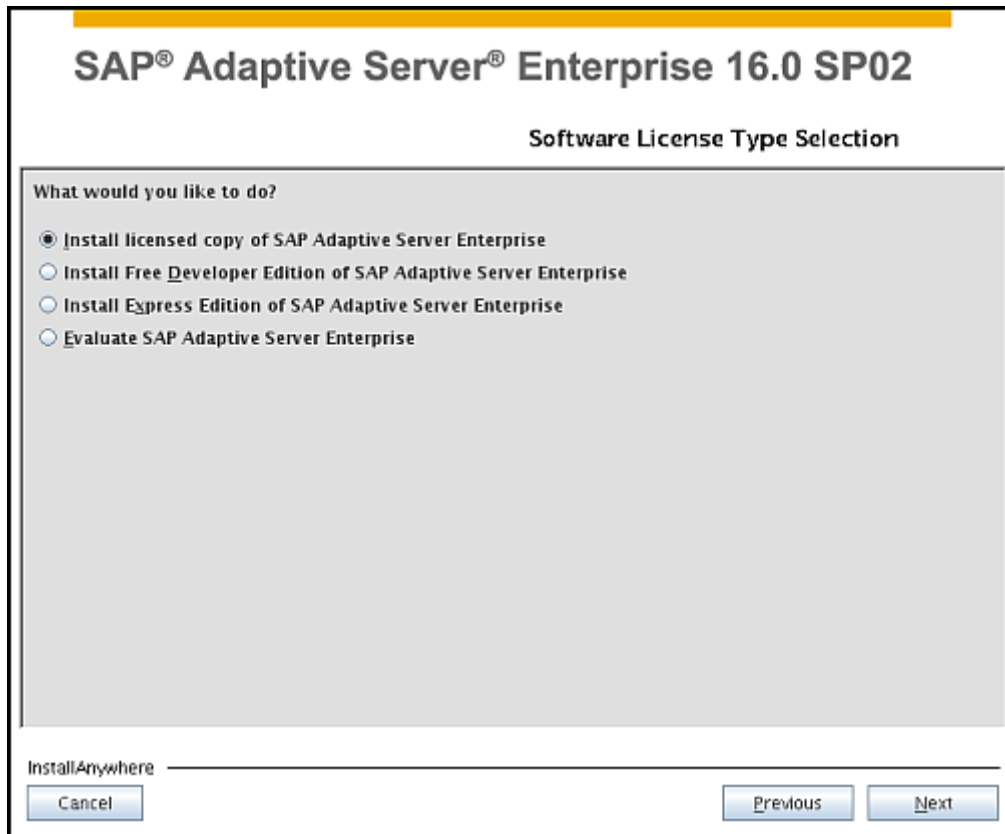 SAP® Adaptive Server® Enterprise 16.0 SP02
Software License Type Selection
What would you like to do?
Install licensed copy of SAP Adaptive Server Enterprise
Install Free Developer Edition of SAP Adaptive Server Enterprise
Install Express Edition of SAP Adaptive Server Enterprise
Evaluate SAP Adaptive Server Enterprise
InstallAnywhere
Cancel Previous Next